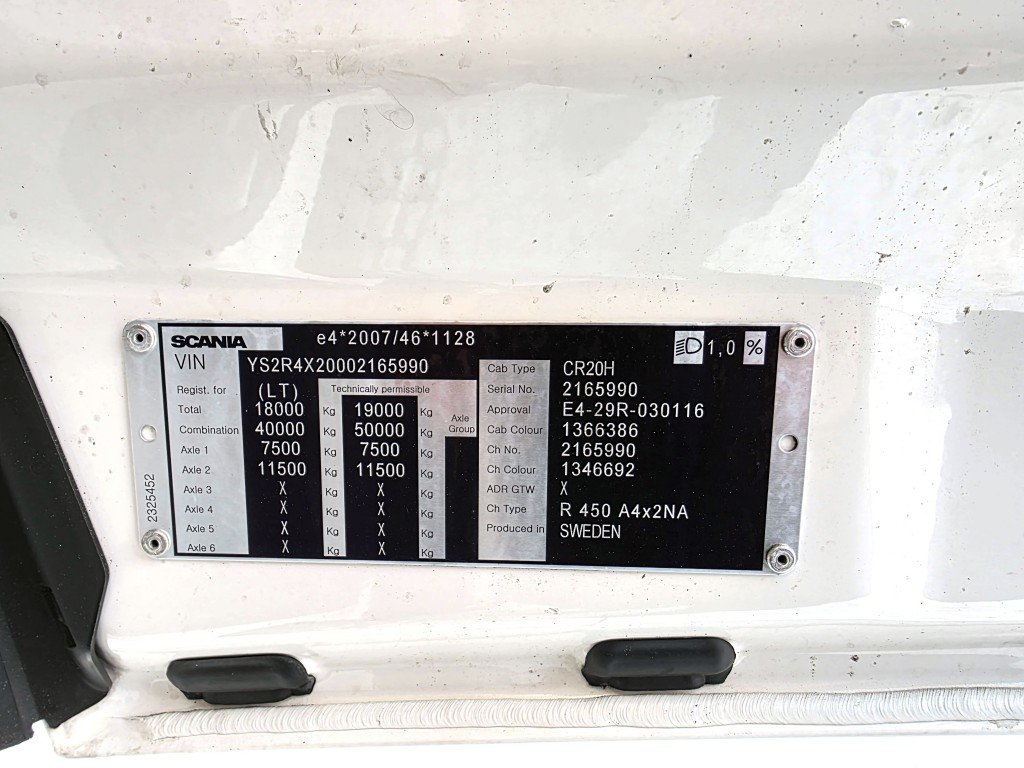 SCANIA e4*2007/46*1128 1,0 %
VIN YS2R4X20002165990
Regist. for (LT) Technically permissible
Total 18000 Kg 19000 Kg Axle Group
Combination 40000 Kg 50000 Kg
Axle 1 7500 Kg 7500 Kg
Axle 2 11500 Kg 11500 Kg
Axle 3 X Kg X Kg
Axle 4 X Kg X Kg
Axle 5 X Kg X Kg
Axle 6 X Kg X Kg
Cab Type CR20H
Serial No. 2165990
Approval E4-29R-030116
Cab Colour 1366386
Ch No. 2165990
Ch Colour 1346692
ADR GTW X
Ch Type R 450 A4x2NA
Produced in SWEDEN
2325452